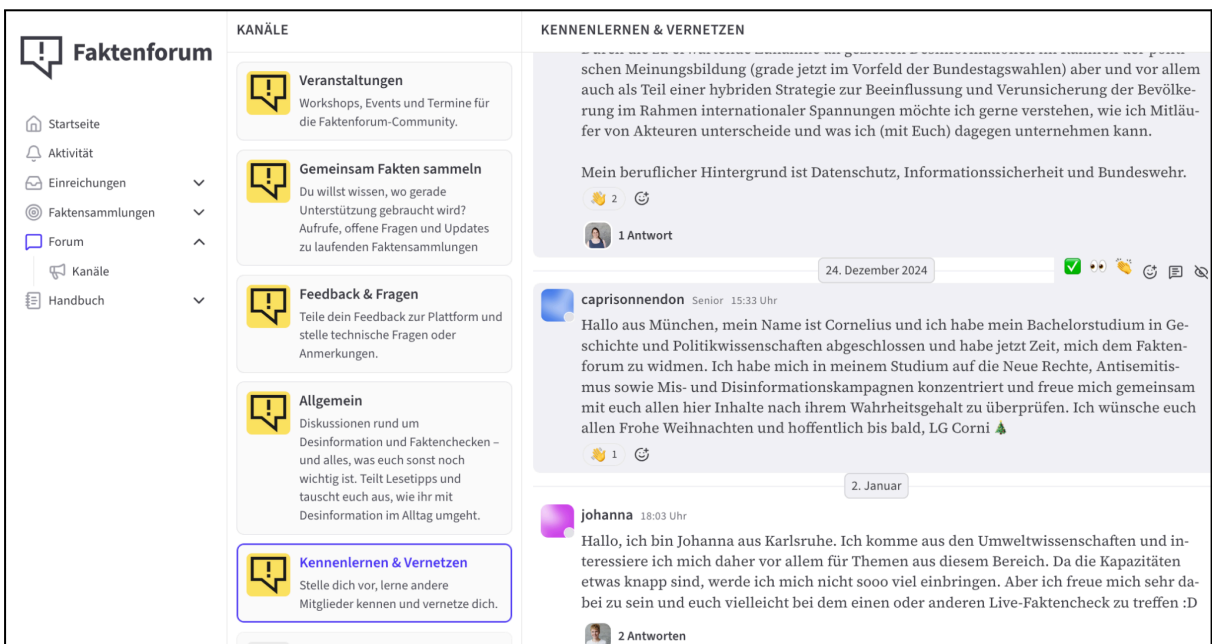 Faktenforum
Startseite
Aktivität
Einreichungen
Faktensammlungen
Forum
Kanäle
Handbuch
KANÄLE
Veranstaltungen
Workshops, Events und Termine für
die Faktenforum-Community.
Gemeinsam Fakten sammeln
Du willst wissen, wo gerade
Unterstützung gebraucht wird?
Aufrufe, offene Fragen und Updates
zu laufenden Faktensammlungen
Feedback & Fragen
Teile dein Feedback zur Plattform und
stelle technische Fragen oder
Anmerkungen.
Allgemein
Diskussionen rund um
Desinformation und Faktenchecken –
und alles, was euch sonst noch
wichtig ist. Teilt Lesetipps und
tauscht euch aus, wie ihr mit
Desinformation im Alltag umgeht.
Kennenlernen & Vernetzen
Stelle dich vor, lerne andere
Mitglieder kennen und vernetze dich.
KENNENLERNEN & VERNETZEN
schen Meinungsbildung (grade jetzt im Vorfeld der Bundestagswahlen) aber und vor allem
auch als Teil einer hybriden Strategie zur Beeinflussung und Verunsicherung der Bevölke-
rung im Rahmen internationaler Spannungen möchte ich gerne verstehen, wie ich Mitläu-
fer von Akteuren unterscheide und was ich (mit Euch) dagegen unternehmen kann.
Mein beruflicher Hintergrund ist Datenschutz, Informationssicherheit und Bundeswehr.
👏 2
1 Antwort
24. Dezember 2024
caprisonnendon Senior 15:33 Uhr
Hallo aus München, mein Name ist Cornelius und ich habe mein Bachelorstudium in Ge-
schichte und Politikwissenschaften abgeschlossen und habe jetzt Zeit, mich dem Fakten-
forum zu widmen. Ich habe mich in meinem Studium auf die Neue Rechte, Antisemitis-
mus sowie Mis- und Disinformationskampagnen konzentriert und freue mich gemeinsam
mit euch allen hier Inhalte nach ihrem Wahrheitsgehalt zu überprüfen. Ich wünsche euch
allen Frohe Weihnachten und hoffentlich bis bald, LG Corni 🎄
👏 1
2. Januar
johanna 18:03 Uhr
Hallo, ich bin Johanna aus Karlsruhe. Ich komme aus den Umweltwissenschaften und in-
teressiere ich mich daher vor allem für Themen aus diesem Bereich. Da die Kapazitäten
etwas knapp sind, werde ich mich nicht sooo viel einbringen. Aber ich freue mich sehr da-
bei zu sein und euch vielleicht bei dem einen oder anderen Live-Faktencheck zu treffen :D
2 Antworten